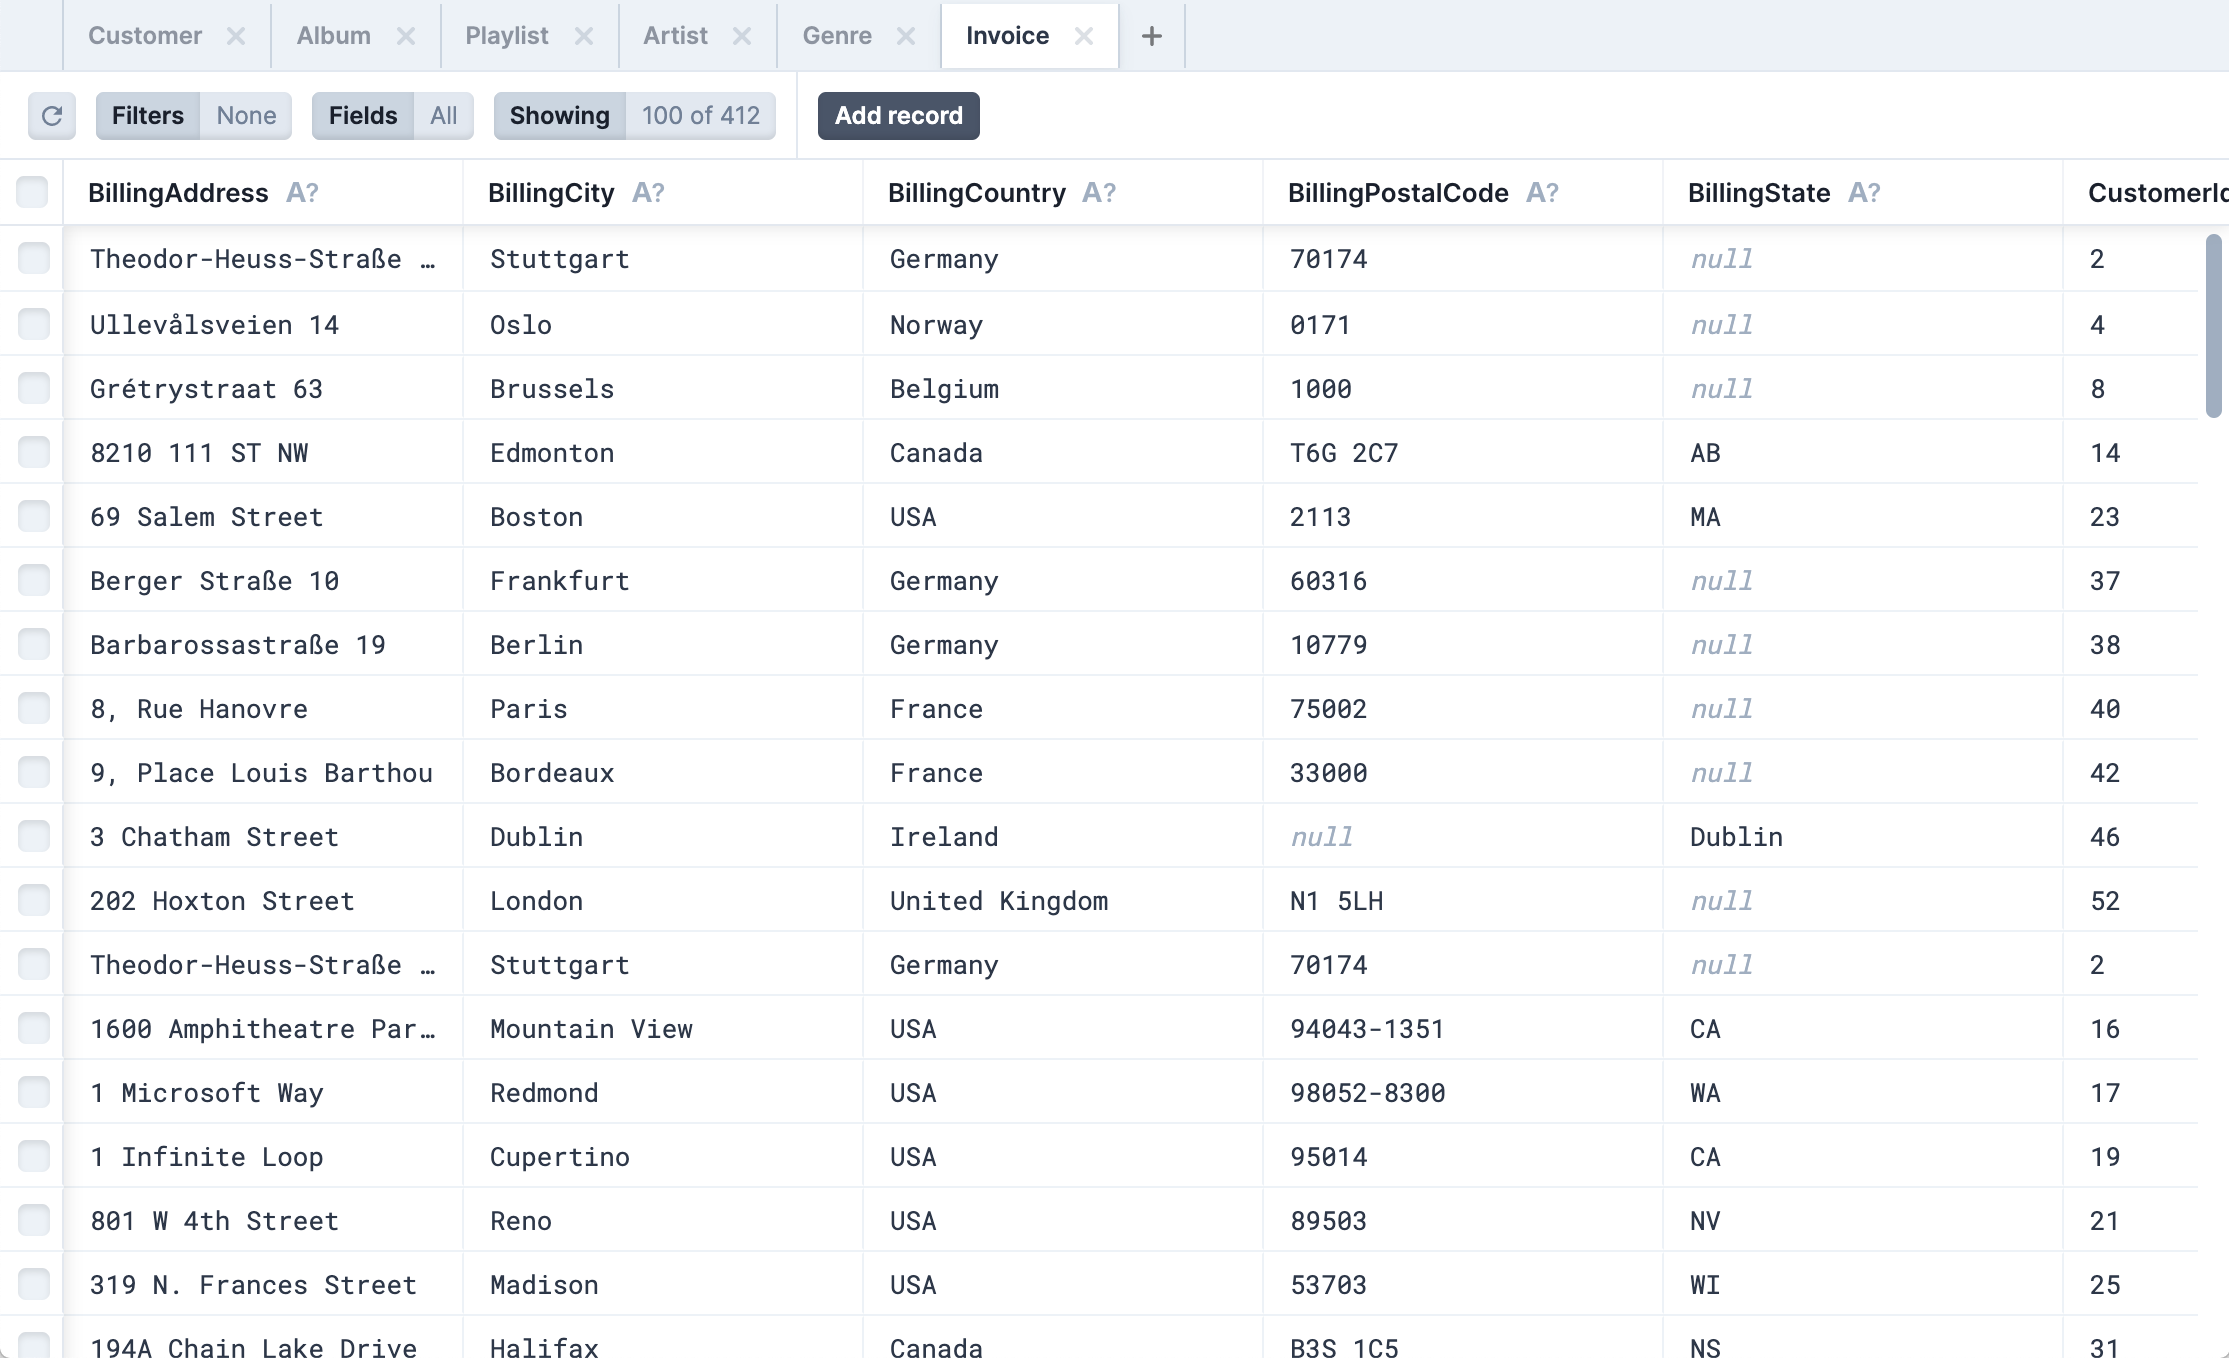 Customer Album Playlist Artist Genre Invoice +
Filters None Fields All Showing 100 of 412 Add record
BillingAddress A? BillingCity A? BillingCountry A? BillingPostalCode A? BillingState A? CustomerId
Theodor-Heuss-Straße … Stuttgart Germany 70174 null 2
Ullevålsveien 14 Oslo Norway 0171 null 4
Grétrystraat 63 Brussels Belgium 1000 null 8
8210 111 ST NW Edmonton Canada T6G 2C7 AB 14
69 Salem Street Boston USA 2113 MA 23
Berger Straße 10 Frankfurt Germany 60316 null 37
Barbarossastraße 19 Berlin Germany 10779 null 38
8, Rue Hanovre Paris France 75002 null 40
9, Place Louis Barthou Bordeaux France 33000 null 42
3 Chatham Street Dublin Ireland null Dublin 46
202 Hoxton Street London United Kingdom N1 5LH null 52
Theodor-Heuss-Straße … Stuttgart Germany 70174 null 2
1600 Amphitheatre Par… Mountain View USA 94043-1351 CA 16
1 Microsoft Way Redmond USA 98052-8300 WA 17
1 Infinite Loop Cupertino USA 95014 CA 19
801 W 4th Street Reno USA 89503 NV 21
319 N. Frances Street Madison USA 53703 WI 25
194A Chain Lake Drive Halifax Canada B3S 1C5 NS 31